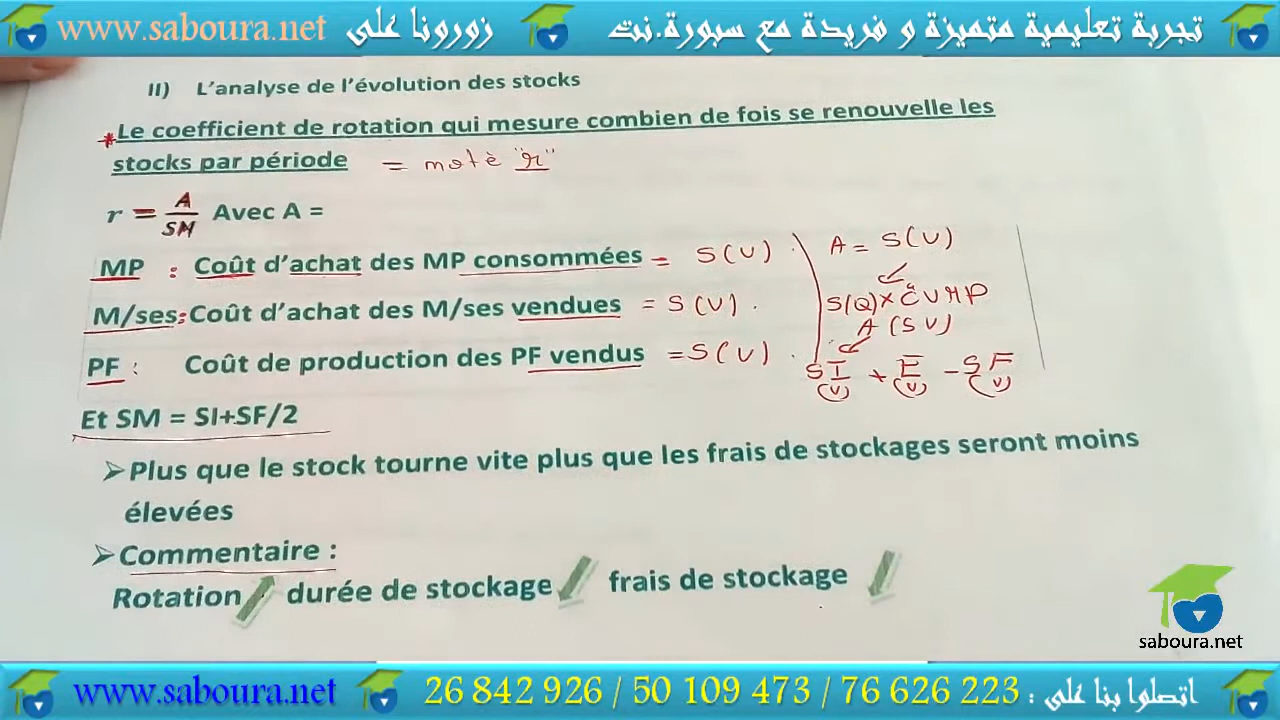 www.saboura.net زورونا على
تجربة تعليمية متميزة و فريدة مع سبورة.نت
II) L'analyse de l'évolution des stocks
*Le coefficient de rotation qui mesure combien de fois se renouvelle les
stocks par période = noté "r"
r = A/SM Avec A =
MP : Coût d'achat des MP consommées = S(V).
M/ses: Coût d'achat des M/ses vendues = S(V).
PF : Coût de production des PF vendus = S(V).
A = S(V)
S(Q) x CUMP
A (SV)
SI(V) + E(V) - SF(V)
Et SM = SI+SF/2
➢Plus que le stock tourne vite plus que les frais de stockages seront moins
élevées
➢Commentaire :
Rotation durée de stockage frais de stockage
saboura.net
www.saboura.net 26 842 926 / 50 109 473 / 76 626 223 : اتصلوا بنا على